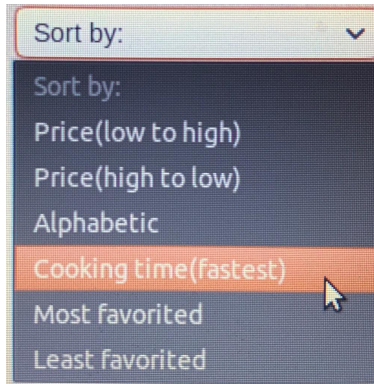 Sort by:
Sort by:
Price(low to high)
Price(high to low)
Alphabetic
Cooking time(fastest)
Most favorited
Least favorited